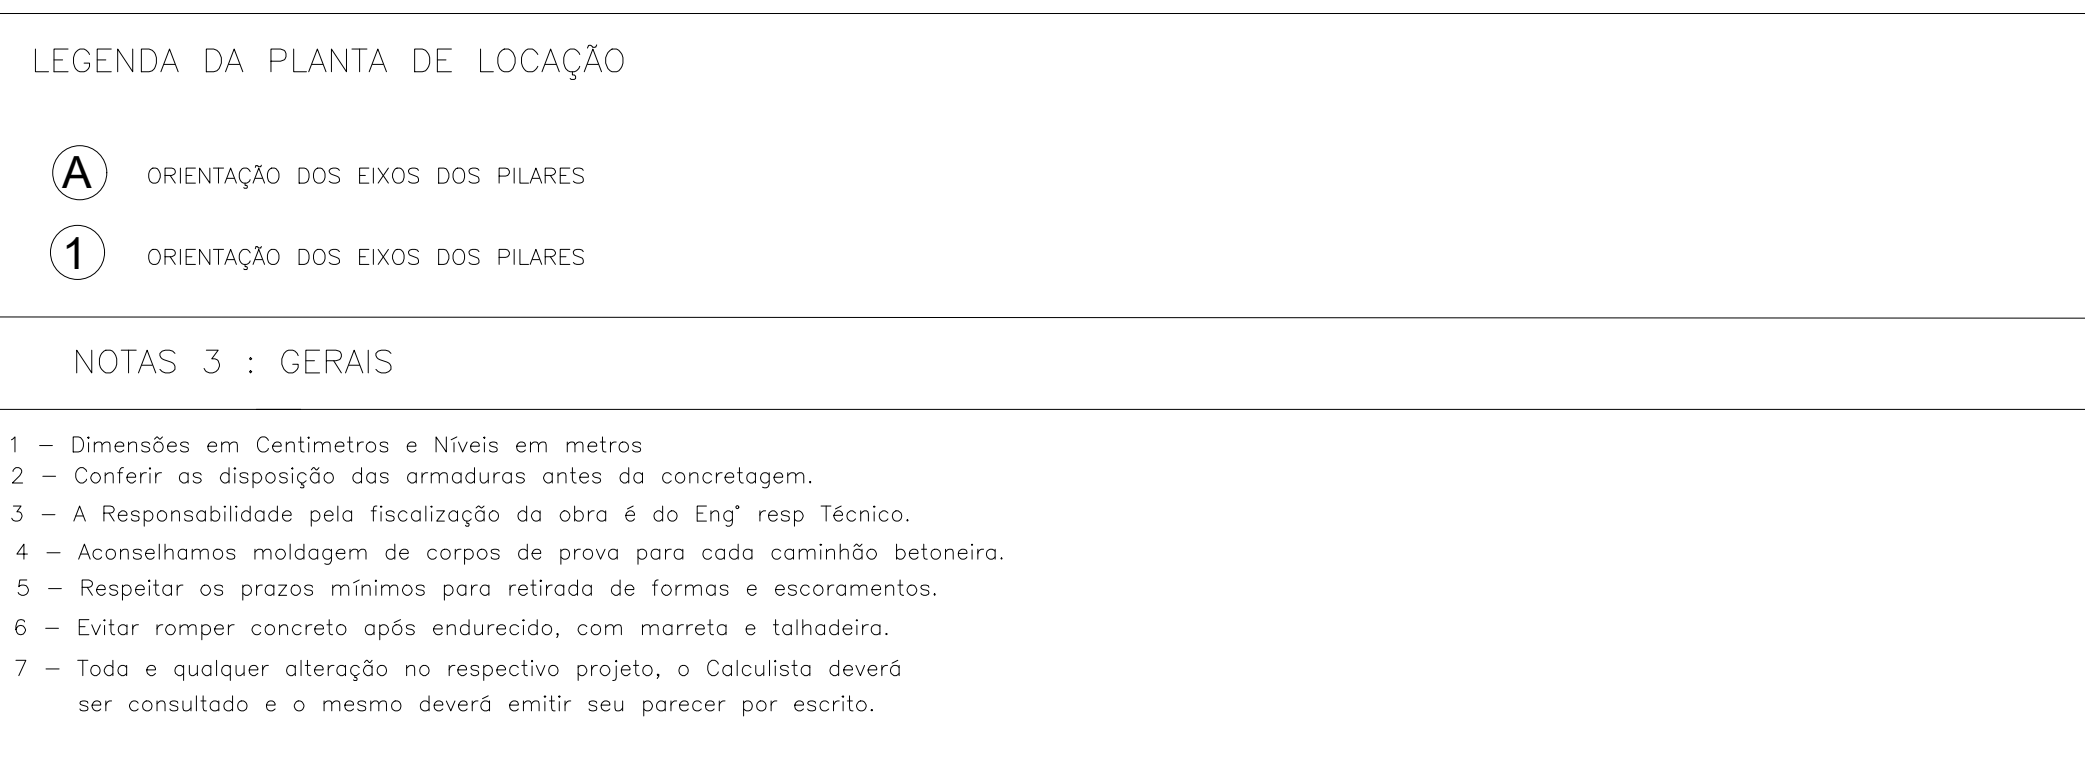 LEGENDA DA PLANTA DE LOCAÇÃO
A ORIENTAÇÃO DOS EIXOS DOS PILARES
1 ORIENTAÇÃO DOS EIXOS DOS PILARES
NOTAS 3 : GERAIS
1 – Dimensões em Centimetros e Níveis em metros
2 – Conferir as disposição das armaduras antes da concretagem.
3 – A Responsabilidade pela fiscalização da obra é do Eng° resp Técnico.
4 – Aconselhamos moldagem de corpos de prova para cada caminhão betoneira.
5 – Respeitar os prazos mínimos para retirada de formas e escoramentos.
6 – Evitar romper concreto após endurecido, com marreta e talhadeira.
7 – Toda e qualquer alteração no respectivo projeto, o Calculista deverá
ser consultado e o mesmo deverá emitir seu parecer por escrito.